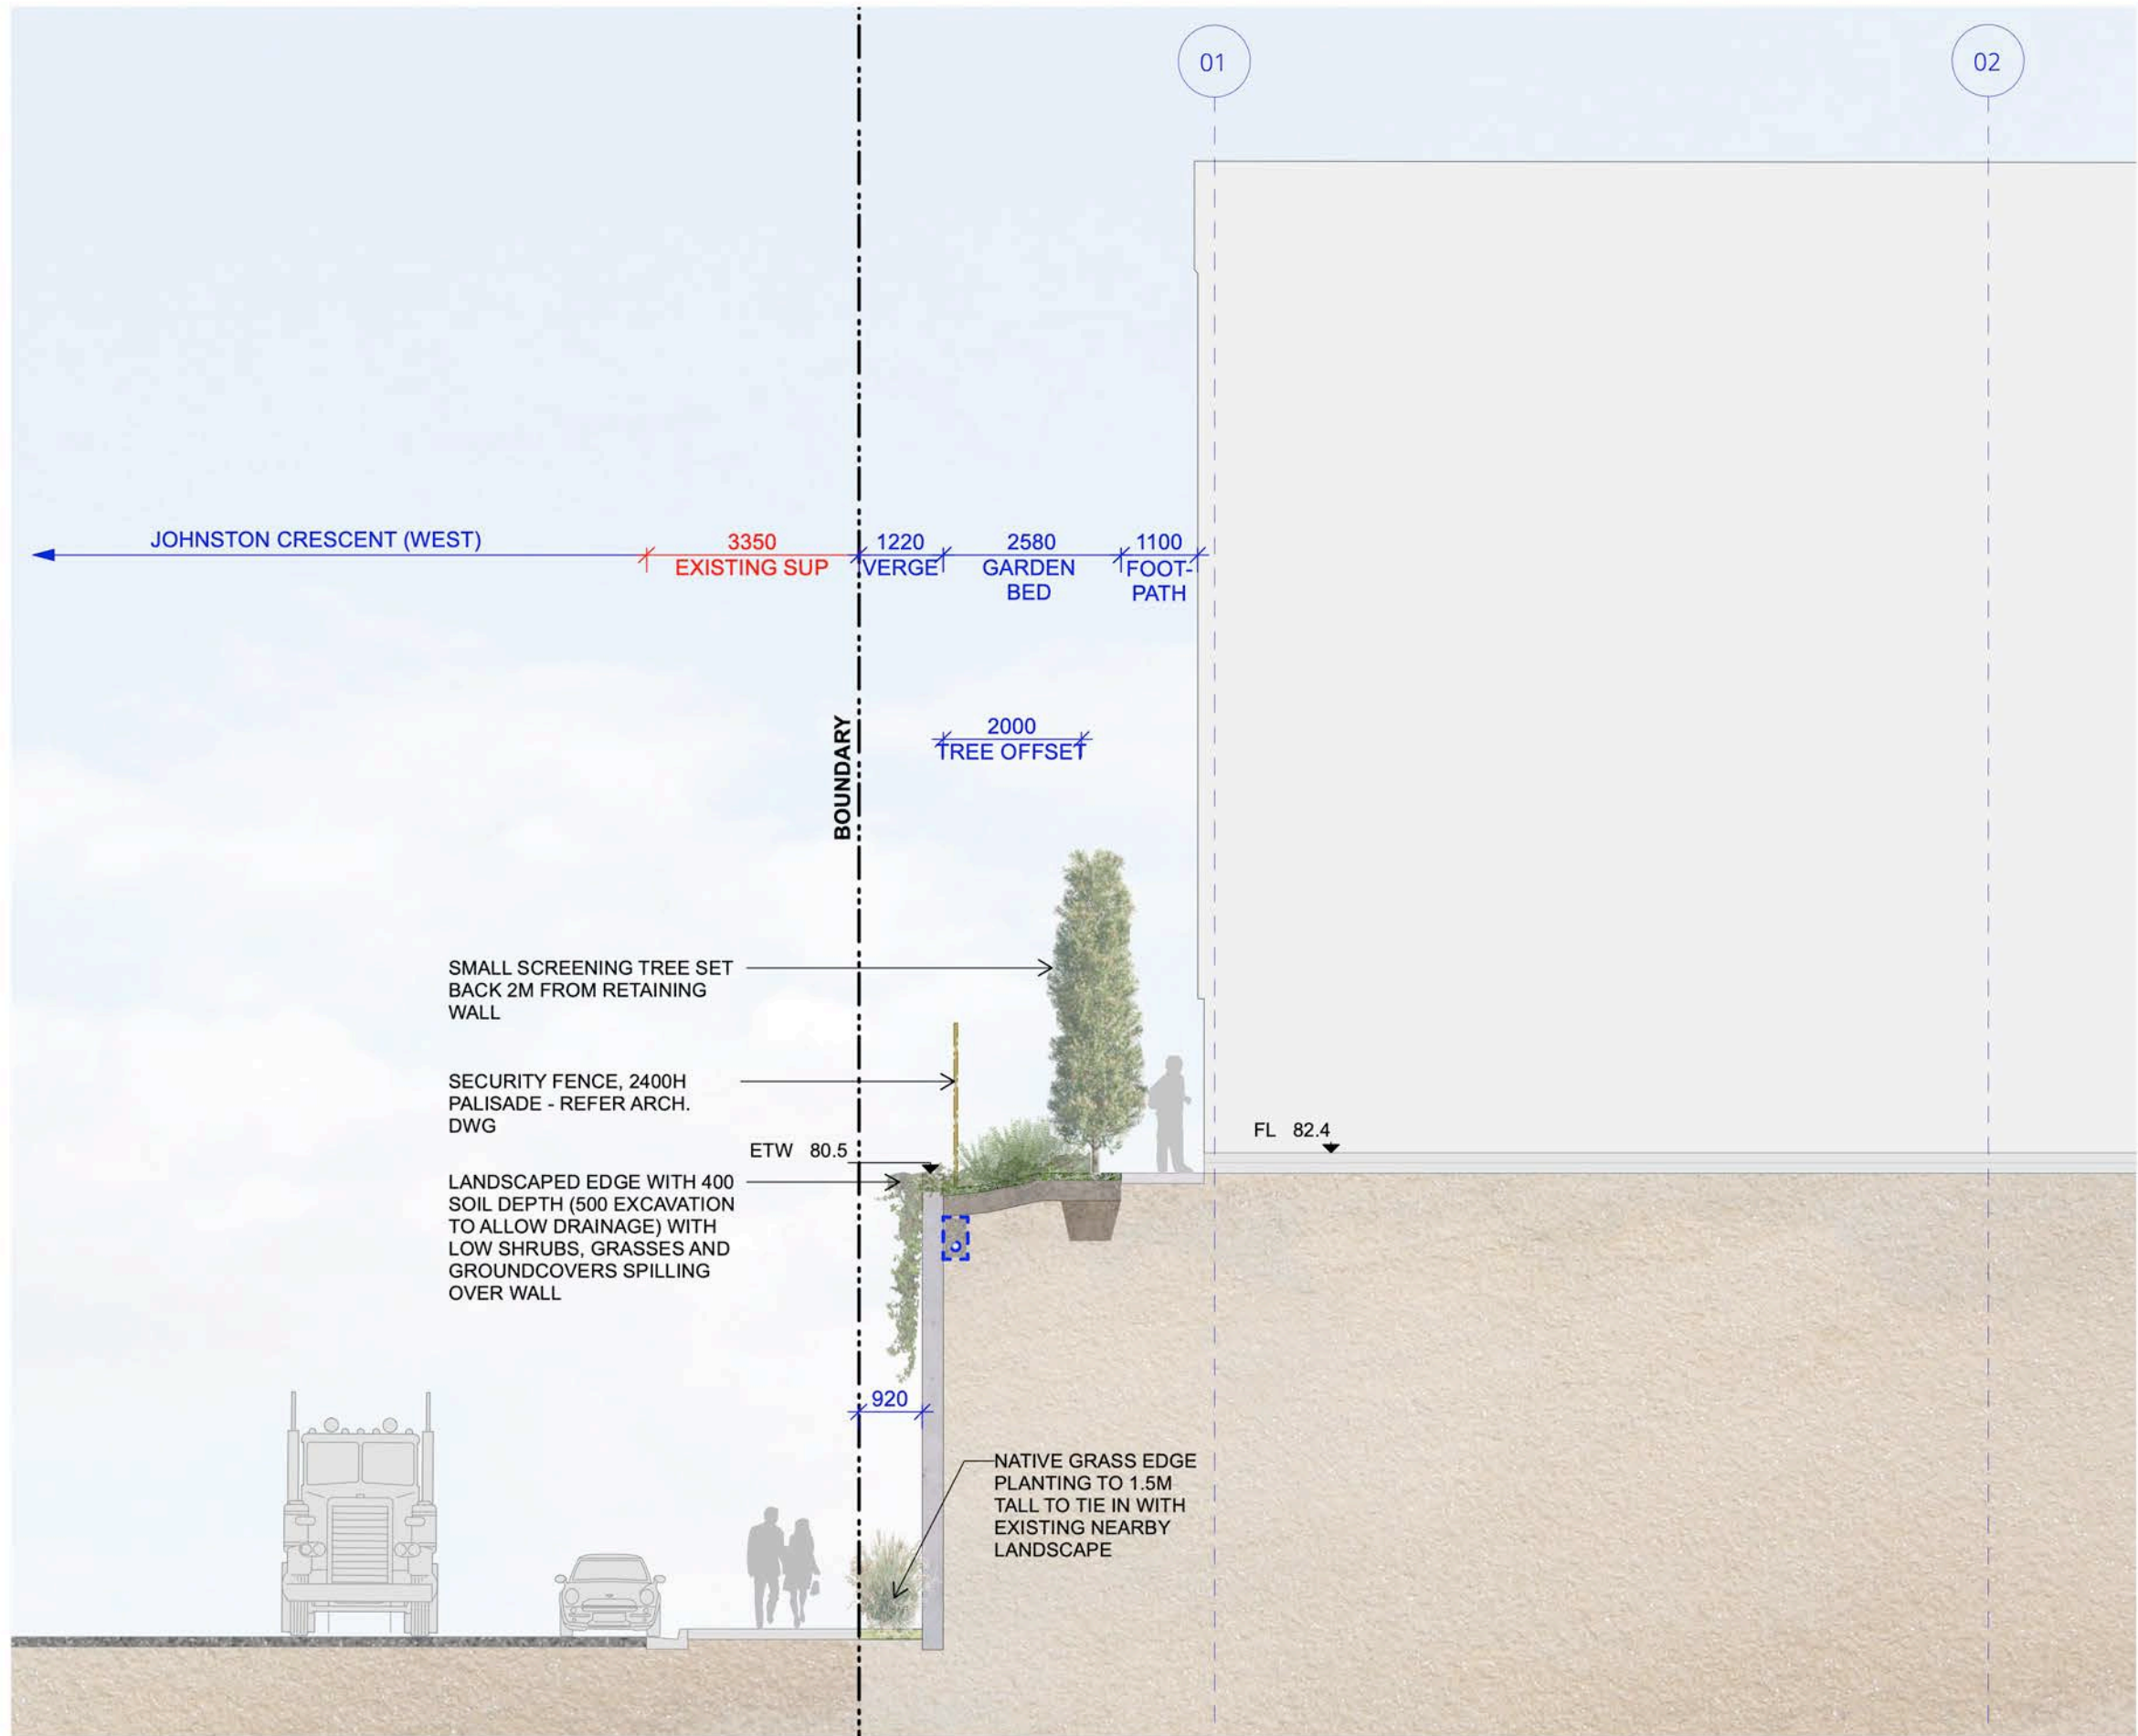 01
02
JOHNSTON CRESCENT (WEST)
3350
EXISTING SUP
1220
VERGE
2580
GARDEN
BED
1100
FOOT-
PATH
BOUNDARY
2000
TREE OFFSET
SMALL SCREENING TREE SET
BACK 2M FROM RETAINING
WALL
SECURITY FENCE, 2400H
PALISADE - REFER ARCH.
DWG
ETW 80.5
FL 82.4
LANDSCAPED EDGE WITH 400
SOIL DEPTH (500 EXCAVATION
TO ALLOW DRAINAGE) WITH
LOW SHRUBS, GRASSES AND
GROUNDCOVERS SPILLING
OVER WALL
920
NATIVE GRASS EDGE
PLANTING TO 1.5M
TALL TO TIE IN WITH
EXISTING NEARBY
LANDSCAPE